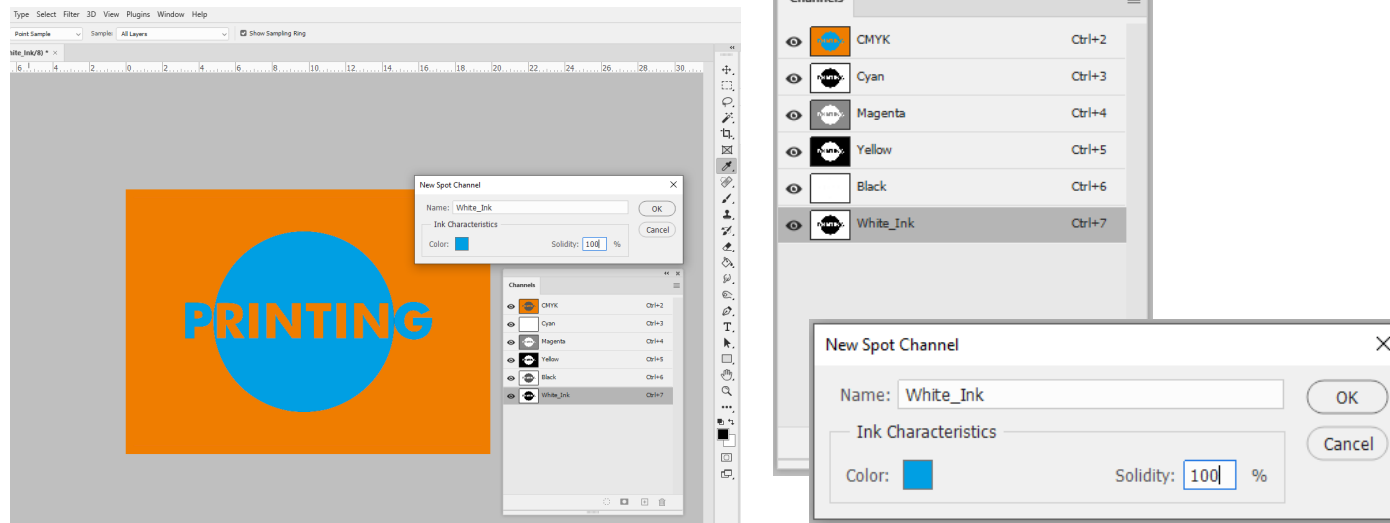 Type Select Filter 3D View Plugins Window Help
Point Sample Sample: All Layers Show Sampling Ring
hite_Ink/8) * ×
6 4 2 0 2 4 6 8 10 12 14 16 18 20 22 24 26 28 30
New Spot Channel
Name: White_Ink OK
Ink Characteristics Cancel
Color: Solidity: 100 %
PRINTING
Channels
CMYK Ctrl+2
Cyan Ctrl+3
Magenta Ctrl+4
Yellow Ctrl+5
Black Ctrl+6
White_Ink Ctrl+7
Channels
CMYK Ctrl+2
Cyan Ctrl+3
Magenta Ctrl+4
Yellow Ctrl+5
Black Ctrl+6
White_Ink Ctrl+7
New Spot Channel
Name: White_Ink OK
Ink Characteristics Cancel
Color: Solidity: 100 %